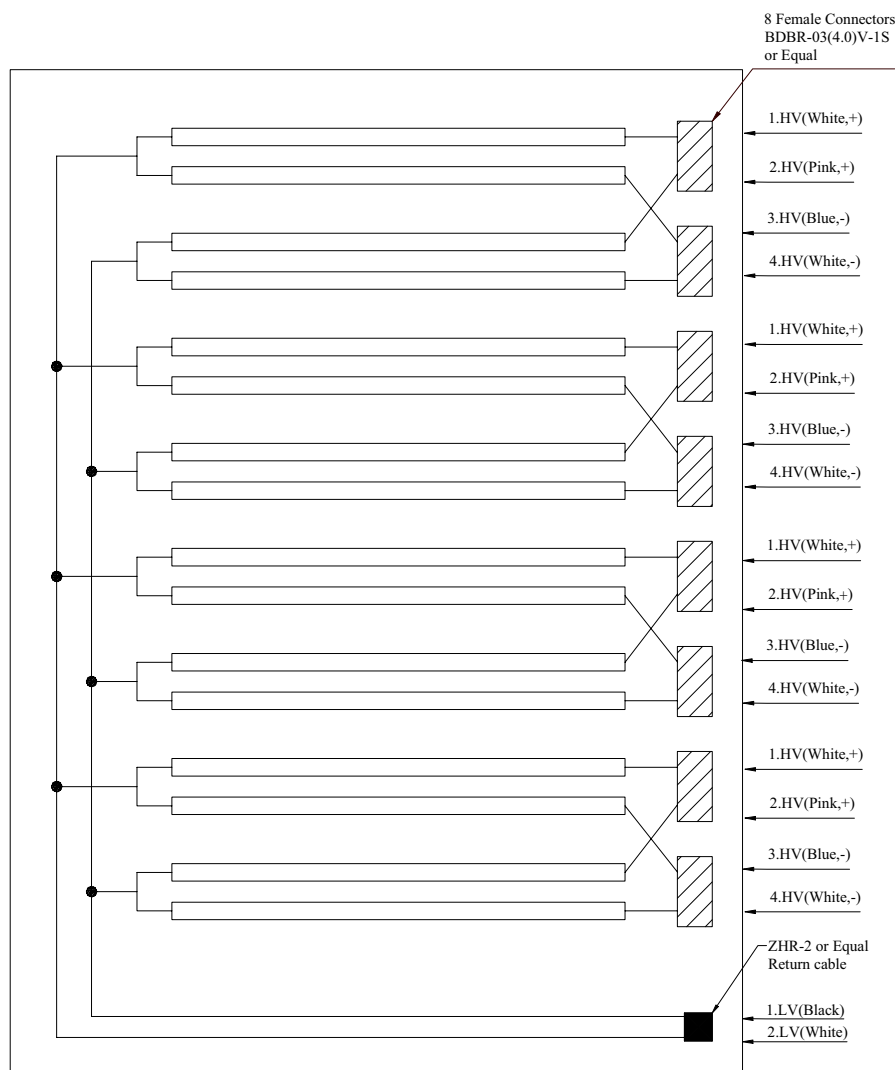 8 Female Connectors
BDBR-03(4.0)V-1S
or Equal
1.HV(White,+)
2.HV(Pink,+)
3.HV(Blue,-)
4.HV(White,-)
1.HV(White,+)
2.HV(Pink,+)
3.HV(Blue,-)
4.HV(White,-)
1.HV(White,+)
2.HV(Pink,+)
3.HV(Blue,-)
4.HV(White,-)
1.HV(White,+)
2.HV(Pink,+)
3.HV(Blue,-)
4.HV(White,-)
ZHR-2 or Equal
Return cable
1.LV(Black)
2.LV(White)